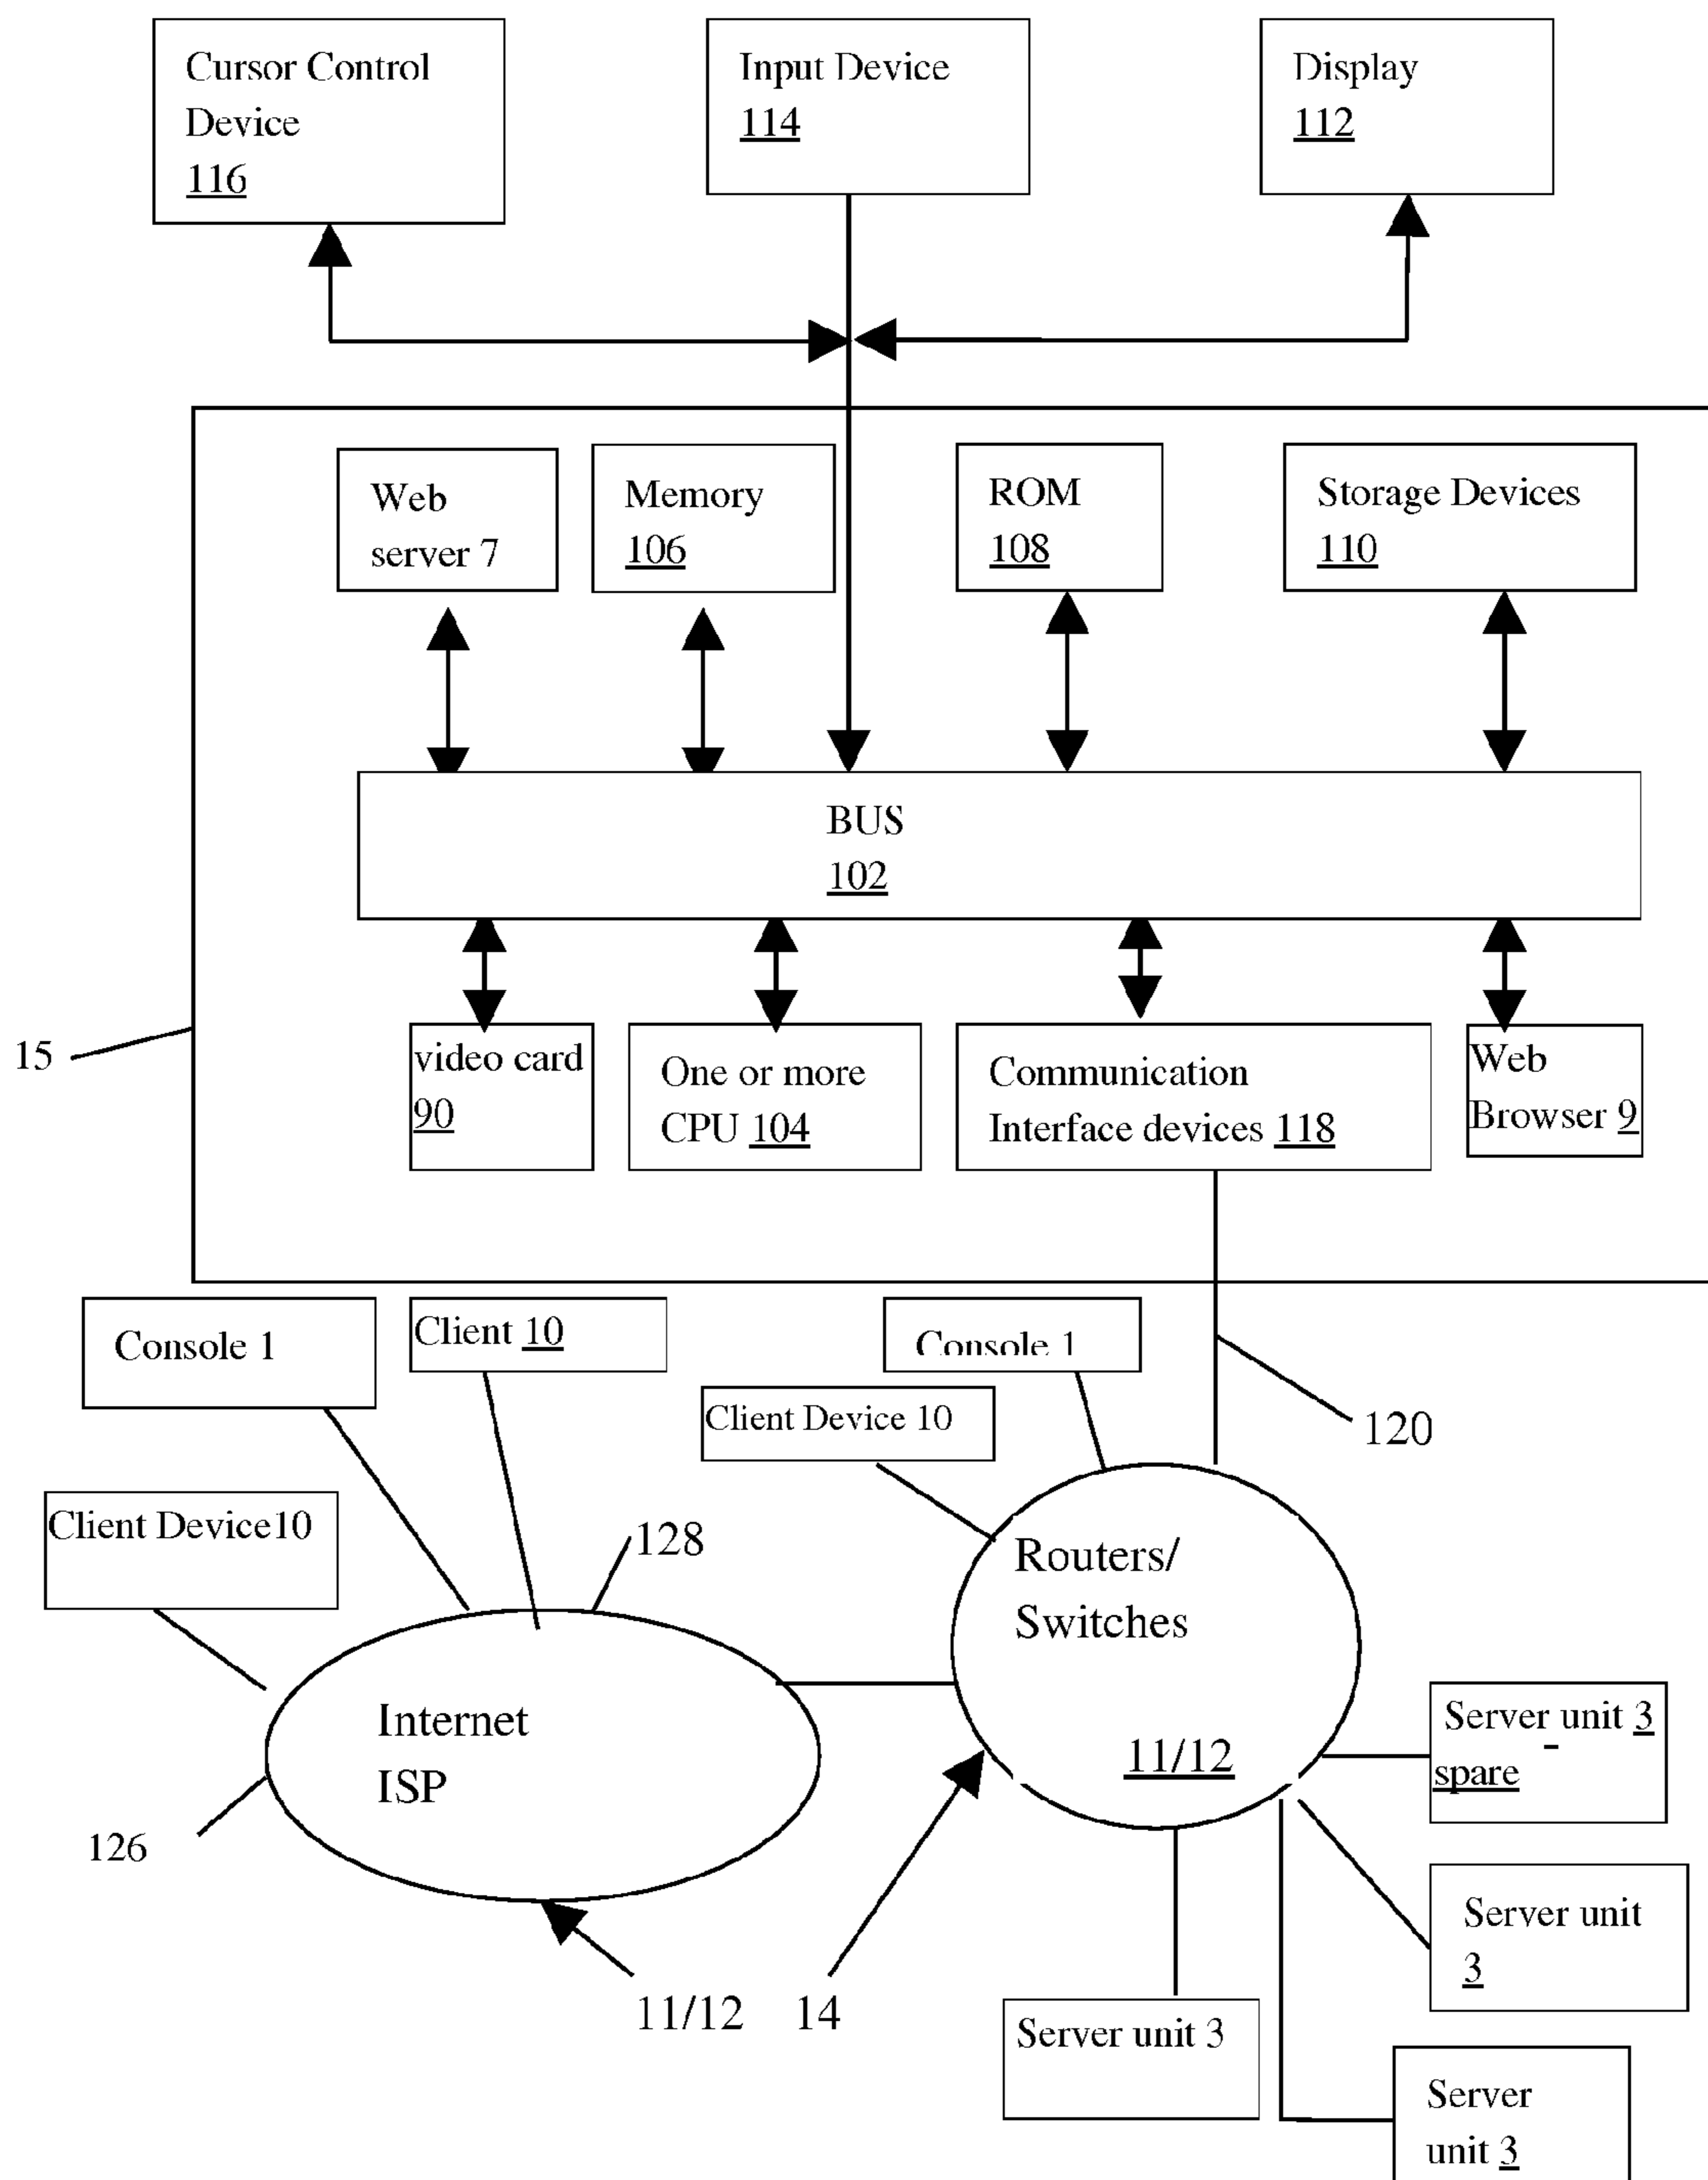 Cursor Control
Device
116
Input Device
114
Display
112
Web
server 7
Memory
106
ROM
108
Storage Devices
110
BUS
102
15
video card
90
One or more
CPU 104
Communication
Interface devices 118
Web
Browser 9
Console 1
Client 10
Console 1
Client Device 10
120
Client Device10
128
Routers/
Switches
11/12
Internet
ISP
126
Server unit 3
spare
Server unit
3
11/12
14
Server unit 3
Server
unit 3